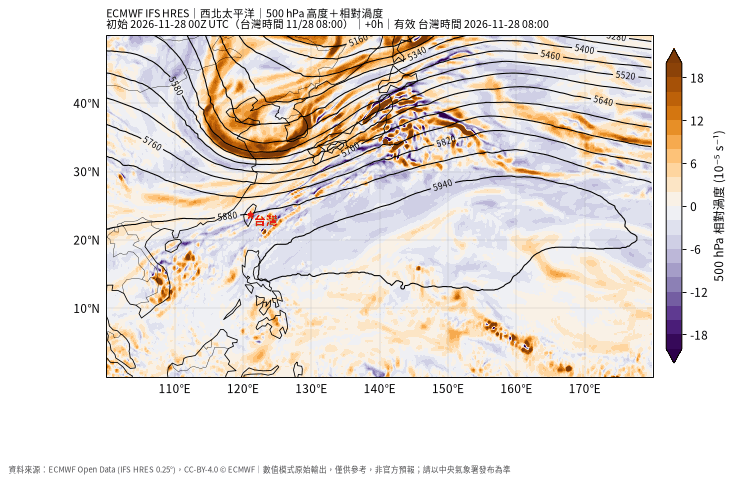 ECMWF IFS HRES｜西北太平洋｜500 hPa 高度＋相對渦度
初始 2026-11-28 00Z UTC（台灣時間 11/28 08:00）｜+0h｜有效 台灣時間 2026-11-28 08:00
5160
5280
5340
5400
5460
5520
5580
5640
5760
5700
5820
5880
5940
台灣
40°N
30°N
20°N
10°N
110°E
120°E
130°E
140°E
150°E
160°E
170°E
18
12
6
0
-6
-12
-18
500 hPa 相對渦度 (10⁻⁵ s⁻¹)
資料來源：ECMWF Open Data (IFS HRES 0.25°)，CC-BY-4.0 © ECMWF｜數值模式原始輸出，僅供參考，非官方預報；請以中央氣象署發布為準